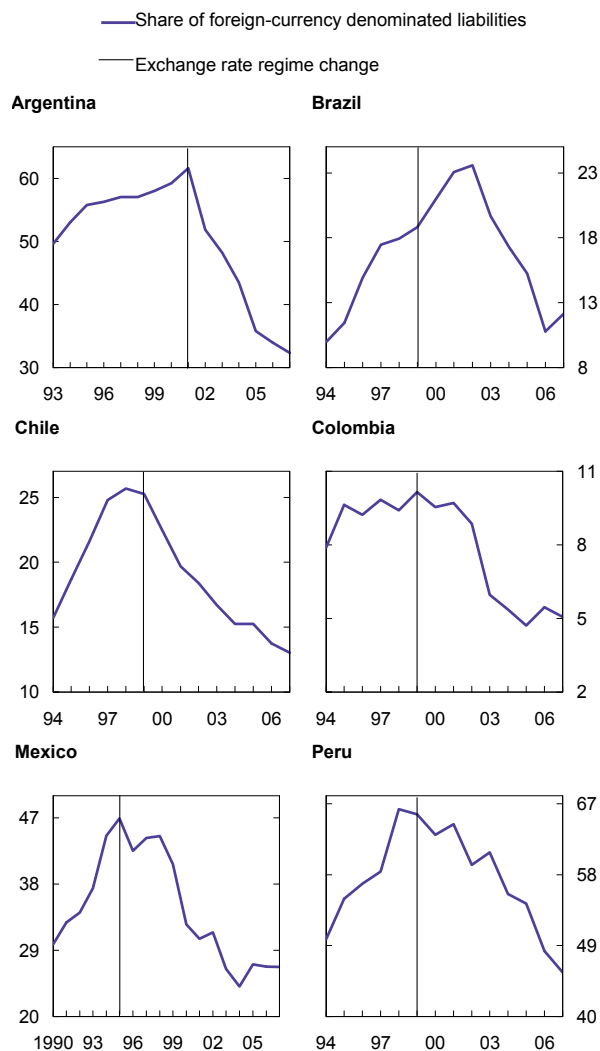 Share of foreign-currency denominated liabilities
Exchange rate regime change
Argentina
60
50
40
30
93 95 97 99 02 05
Brazil
23
18
13
8
94 97 00 03 06
Chile
25
20
15
10
94 97 00 03 06
Colombia
11
8
5
2
94 97 00 03 06
Mexico
47
38
29
20
1990 93 96 99 02 05
Peru
67
58
49
40
94 97 00 03 06